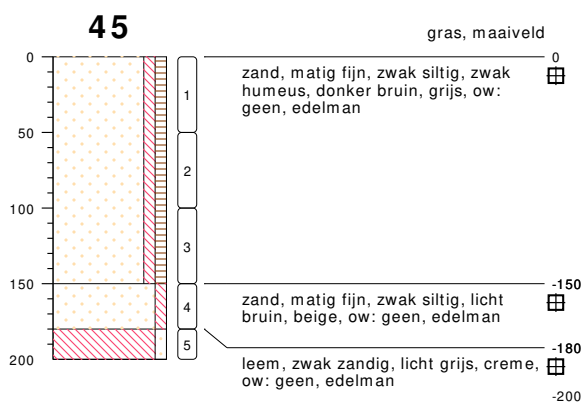 45
gras, maaiveld
0
0
zand, matig fijn, zwak siltig, zwak
humeus, donker bruin, grijs, ow:
geen, edelman
1
50
2
100
3
150
-150
zand, matig fijn, zwak siltig, licht
bruin, beige, ow: geen, edelman
4
-180
5
200
leem, zwak zandig, licht grijs, creme,
ow: geen, edelman
-200